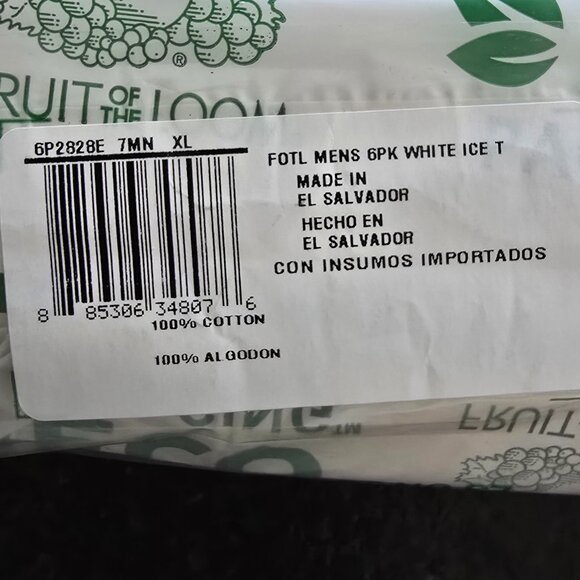 ®
FRUIT OF THE LOOM
6P2828E 7MN XL
FOTL MENS 6PK WHITE ICE T
MADE IN
EL SALVADOR
HECHO EN
EL SALVADOR
CON INSUMOS IMPORTADOS
8 85306 34807 6
100% COTTON
100% ALGODON
FRUIT